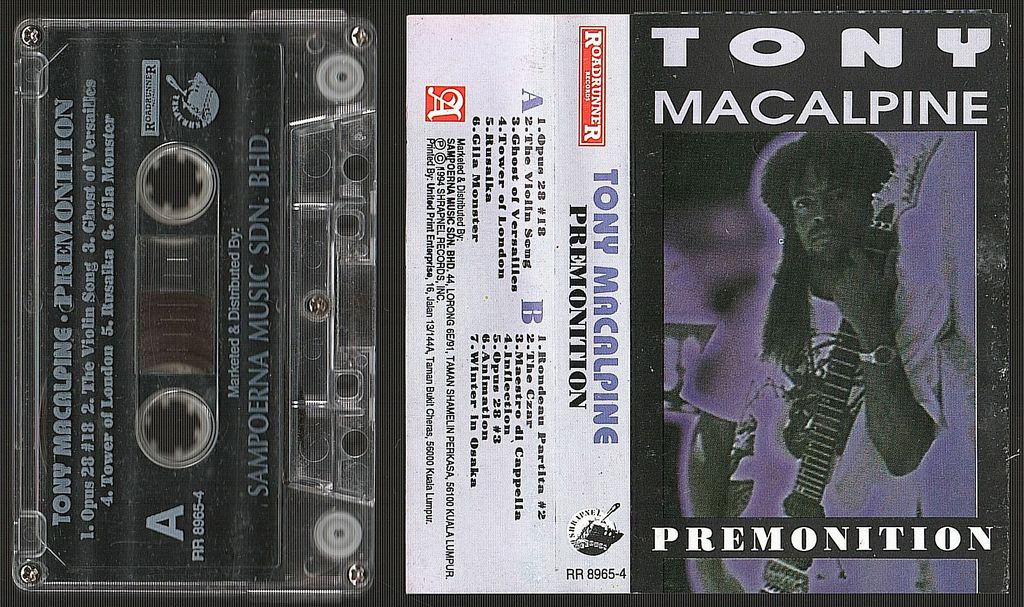 TONY MACALPINE · PREMONITION
1. Opus 28 #18 2. The Violin Song 3. Ghost of Versailles
4. Tower of London 5. Rusalka 6. Gila Monster
ROADRUNNER
SHRAPNEL
A
RR 8965-4
Marketed & Distributed By:
SAMPOERNA MUSIC SDN. BHD.
ROADRUNNER
RECORDS
TONY MACALPINE
PREMONITION
SHRAPNEL
RR 8965-4
A
1.Opus 28 #18
2.The Violin Song
3.Ghost of Versailles
4.Tower of London
5.Rusalka
6.Gila Monster
B
1.Rondeau Partita #2
2.The Czar
3.Maestro di Cappella
4.Inflection
5.Opus 28 #3
6.Animation
7.Winter in Osaka
Marketed & Distributed By:
SAMPOERNA MUSIC SDN. BHD. 44, LORONG 6E/91, TAMAN SHAMELIN PERKASA, 56100 KUALA LUMPUR.
℗ © 1994 SHRAPNEL RECORDS, INC.
Printed By: United Print Enterprise, 16, Jalan 13/144A, Taman Bukit Cheras, 56000 Kuala Lumpur.
TONY
MACALPINE
PREMONITION